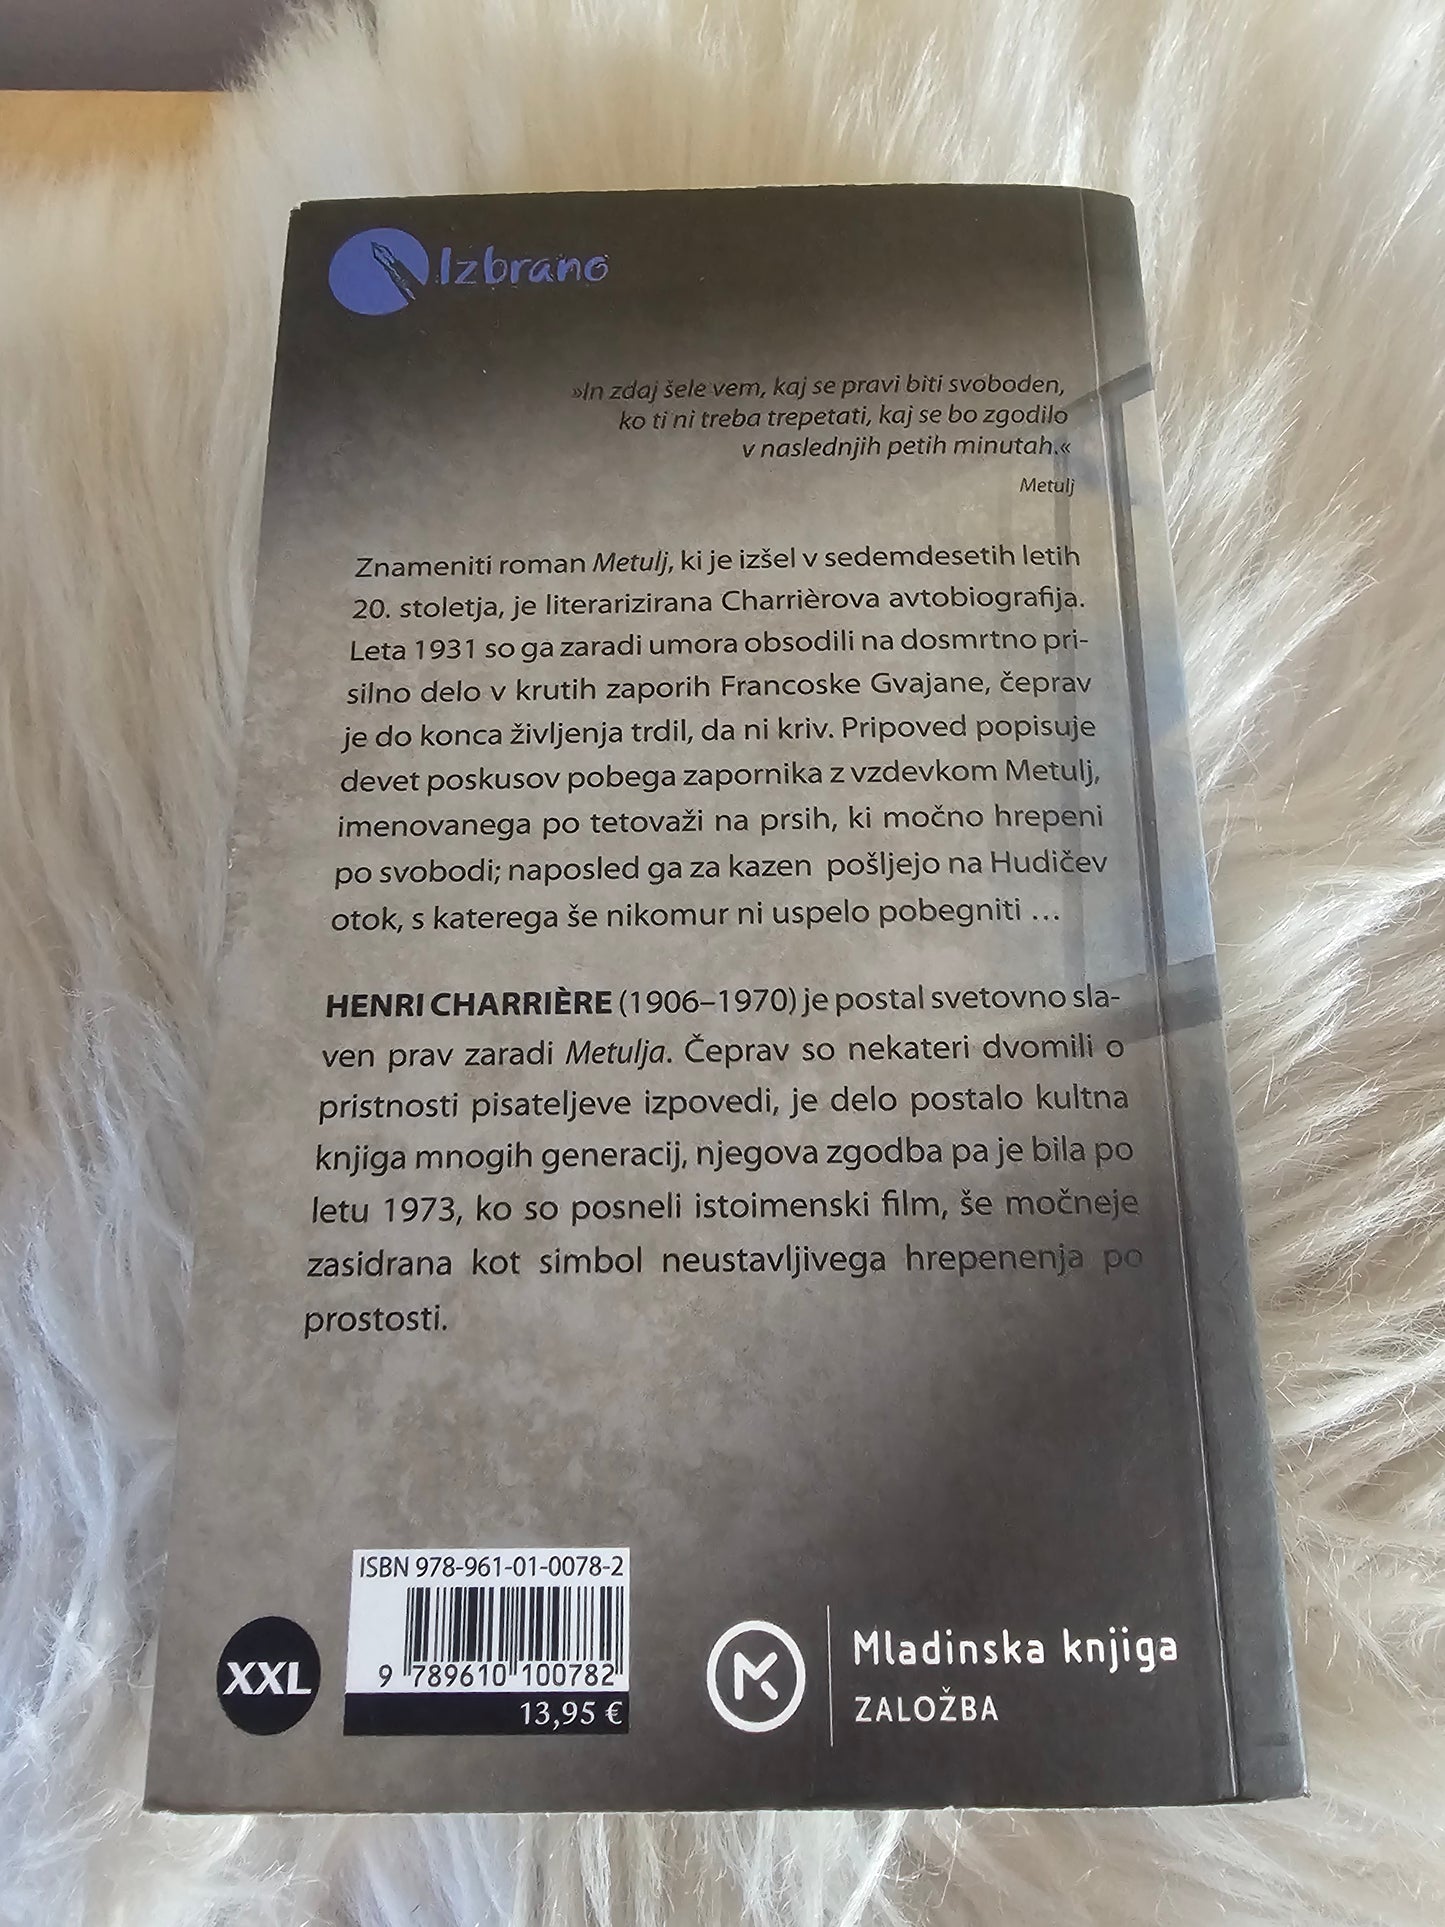 Izbrano
»In zdaj šele vem, kaj se pravi biti svoboden,
ko ti ni treba trepetati, kaj se bo zgodilo
v naslednjih petih minutah.«
Metulj
Znameniti roman Metulj, ki je izšel v sedemdesetih letih
20. stoletja, je literarizirana Charrièrova avtobiografija.
Leta 1931 so ga zaradi umora obsodili na dosmrtno pri-
silno delo v krutih zaporih Francoske Gvajane, čeprav
je do konca življenja trdil, da ni kriv. Pripoved popisuje
devet poskusov pobega zapornika z vzdevkom Metulj,
imenovanega po tetovaži na prsih, ki močno hrepeni
po svobodi; naposled ga za kazen pošljejo na Hudičev
otok, s katerega še nikomur ni uspelo pobegniti ...
HENRI CHARRIÈRE (1906–1970) je postal svetovno sla-
ven prav zaradi Metulja. Čeprav so nekateri dvomili o
pristnosti pisateljeve izpovedi, je delo postalo kultna
knjiga mnogih generacij, njegova zgodba pa je bila po
letu 1973, ko so posneli istoimenski film, še močneje
zasidrana kot simbol neustavljivega hrepenenja po
prostosti.
ISBN 978-961-01-0078-2
9 789610 100782
13,95 €
XXL
Mladinska knjiga
ZALOŽBA